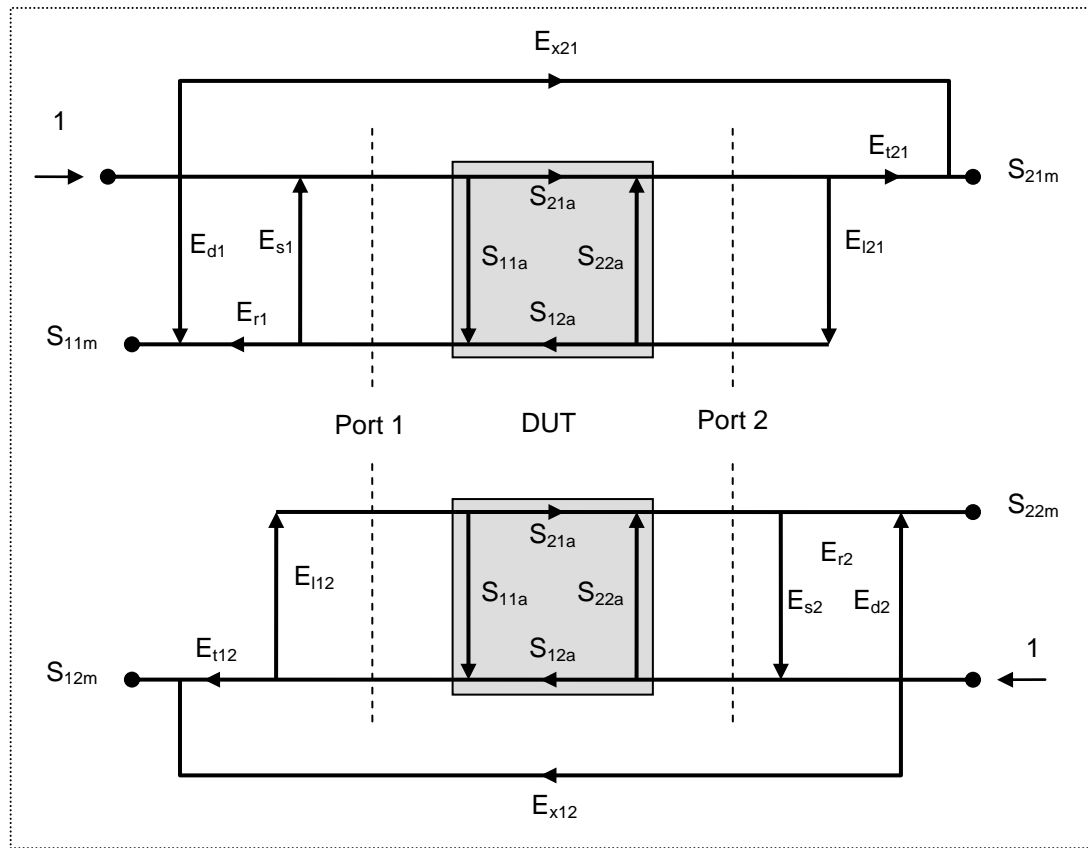 Ex21
1
Et21
S21m
S21a
Ed1
Es1
S11a
S22a
El21
Er1
S12a
S11m
Port 1
DUT
Port 2
S22m
S21a
Er2
El12
S11a
S22a
Es2
Ed2
Et12
S12a
1
S12m
Ex12